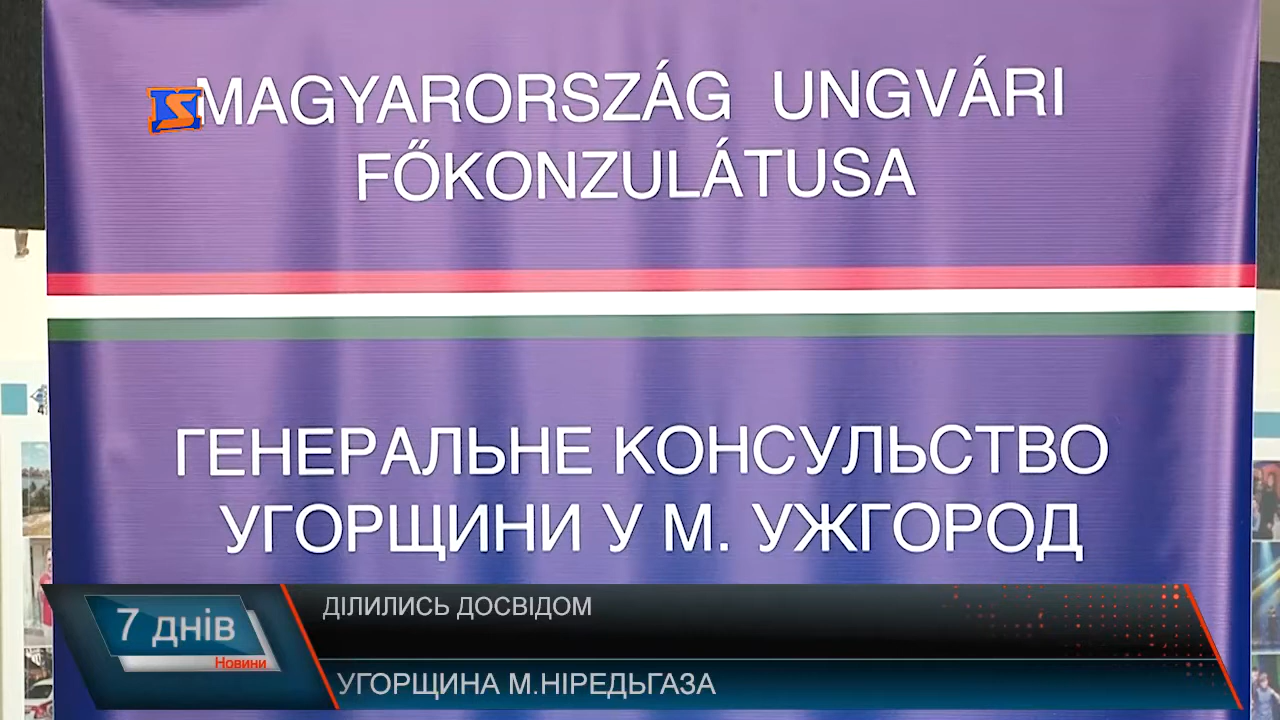 MAGYARORSZÁG UNGVÁRI
FŐKONZULÁTUSA
ГЕНЕРАЛЬНЕ КОНСУЛЬСТВО
УГОРЩИНИ У М. УЖГОРОД
7 днів
Новини
ДІЛИЛИСЬ ДОСВІДОМ
УГОРЩИНА М.НІРЕДЬГАЗА